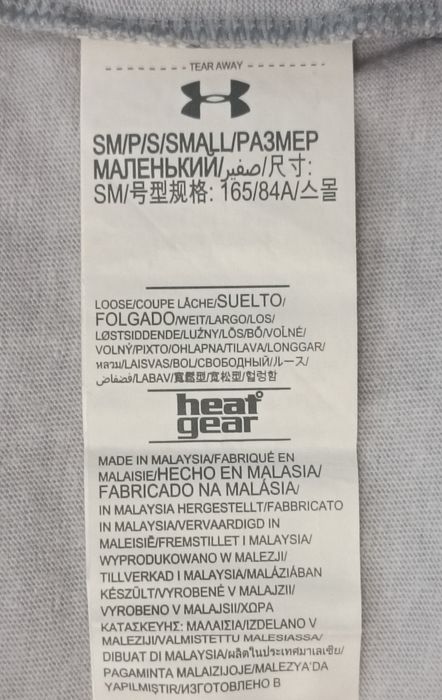 TEAR AWAY
SM/P/S/SMALL/РАЗМЕР
МАЛЕНЬКИЙ/صغير/尺寸:
SM/号型规格: 165/84A/스몰
LOOSE/COUPE LÂCHE/SUELTO/
FOLGADO/WEIT/LARGO/LOS/
LØSTSIDDENDE/LUŹNY/LÖS/BŐ/VOLNÉ/
VOLNÝ/PIXTO/OHLAPNA/TILAVA/LONGGAR/
หลวม/LAISVAS/BOL/СВОБОДНЫЙ/ルース/
فضفاض/LABAV/寬鬆型/宽松型/헐렁함
heat
gear
MADE IN MALAYSIA/FABRIQUÉ EN
MALAISIE/HECHO EN MALASIA/
FABRICADO NA MALÁSIA/
IN MALAYSIA HERGESTELLT/FABBRICATO
IN MALAYSIA/VERVAARDIGD IN
MALEISIË/FREMSTILLET I MALAYSIA/
WYPRODUKOWANO W MALEZJI/
TILLVERKAD I MALAYSIA/MALÁZIÁBAN
KÉSZÜLT/VYROBENÉ V MALAJZII/
VYROBENO V MALAJSII/ΧΩΡΑ
ΚΑΤΑΣΚΕΥΗΣ: ΜΑΛΑΙΣΙΑ/IZDELANO V
MALEZIJI/VALMISTETTU MALESIASSA/
DIBUAT DI MALAYSIA/ผลิตในประเทศมาเลเซีย/
PAGAMINTA MALAIZIJOJE/MALEZYA'DA
YAPILMIŞTIR/ИЗГОТОВЛЕНО В